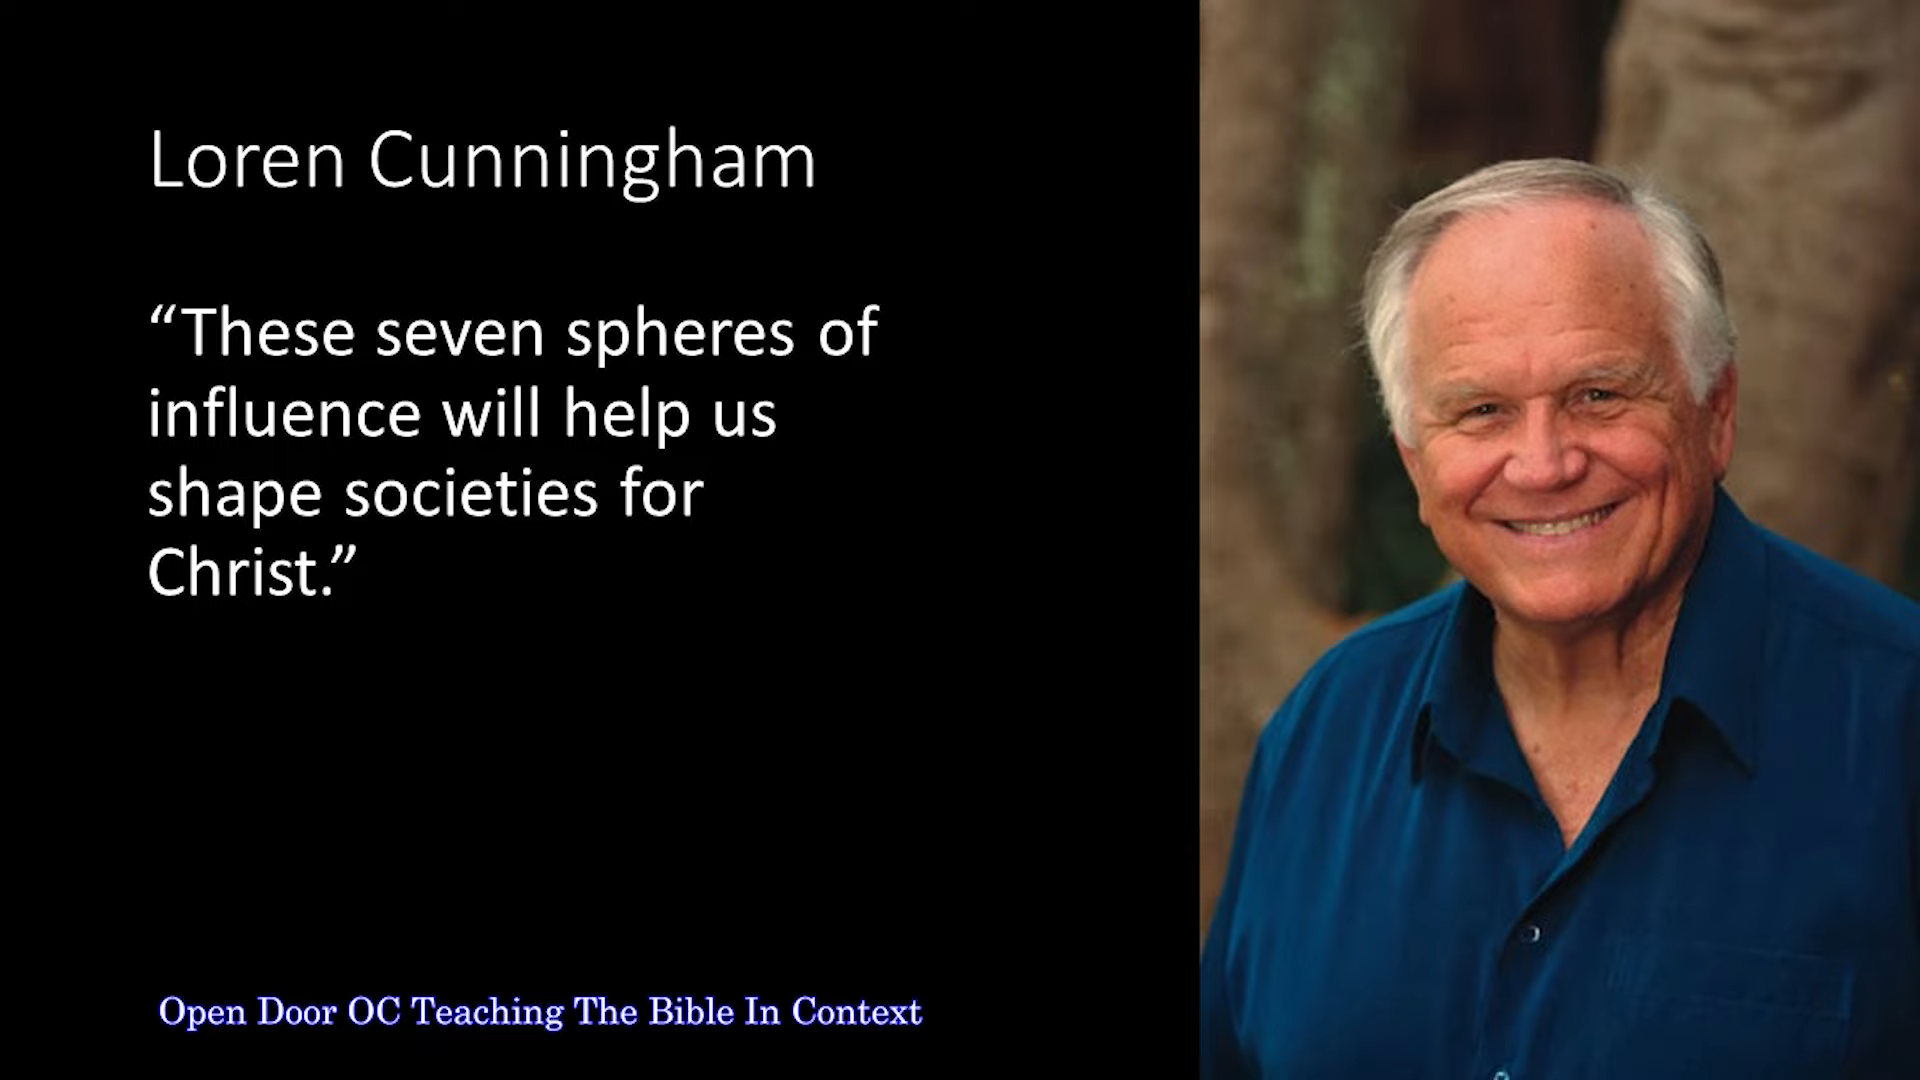 Loren Cunningham
“These seven spheres of
influence will help us
shape societies for
Christ.”
Open Door OC Teaching The Bible In Context